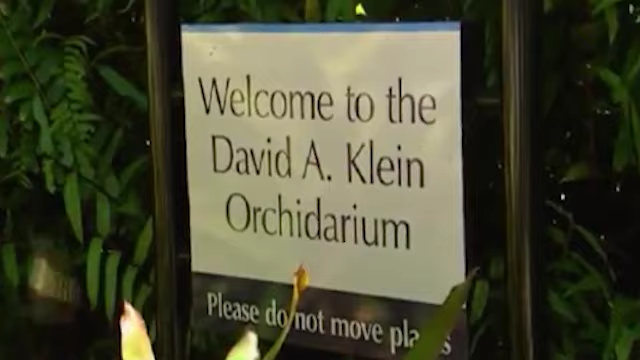 Welcome to the
David A. Klein
Orchidarium
Please do not move